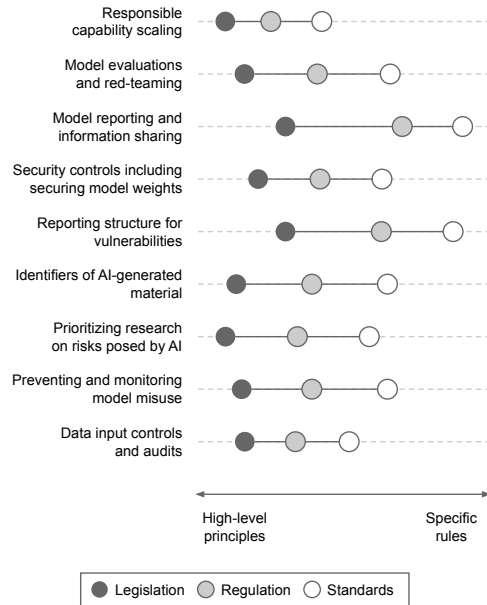 Responsible
capability scaling
Model evaluations
and red-teaming
Model reporting and
information sharing
Security controls including
securing model weights
Reporting structure for
vulnerabilities
Identifiers of AI-generated
material
Prioritizing research
on risks posed by AI
Preventing and monitoring
model misuse
Data input controls
and audits
High-level
principles
Specific
rules
Legislation
Regulation
Standards